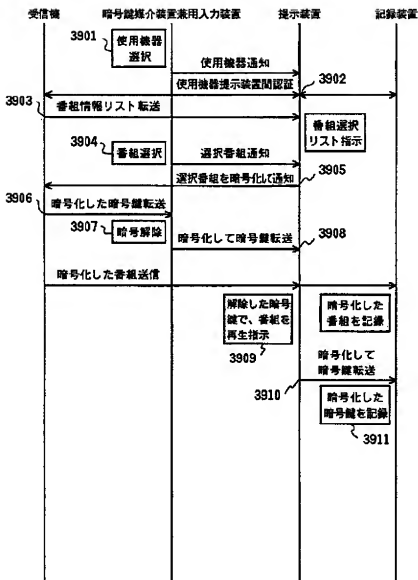 受信機
暗号鍵媒介装置兼用入力装置
提示装置
記録装置
3901
使用機器
選択
使用機器通知
使用機器提示装置間認証
3902
3903
番組情報リスト転送
3904
番組選択
選択番組通知
番組選択
リスト指示
選択番組を暗号化して通知
3905
3906
暗号化した暗号鍵転送
3907
暗号解除
暗号化して暗号鍵転送
3908
暗号化した番組送信
解除した暗号
鍵で、番組を
再生指示
3909
暗号化した
番組を記録
暗号化して
暗号鍵転送
3910
暗号化した
暗号鍵を記録
3911